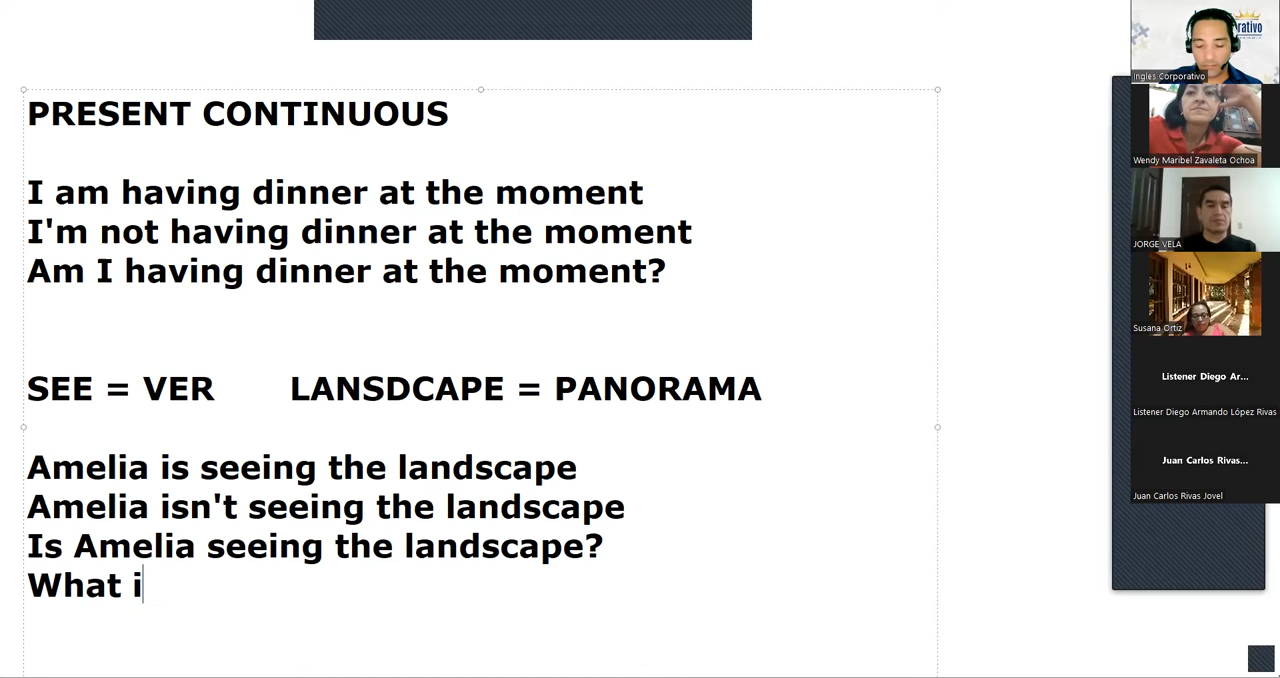 PRESENT CONTINUOUS
I am having dinner at the moment
I'm not having dinner at the moment
Am I having dinner at the moment?
SEE = VER LANSDCAPE = PANORAMA
Amelia is seeing the landscape
Amelia isn't seeing the landscape
Is Amelia seeing the landscape?
What i
rativo
Ingles Corporativo
Wendy Maribel Zavaleta Ochoa
JORGE VELA
Susana Ortiz
Listener Diego Ar...
Listener Diego Armando López Rivas
Juan Carlos Rivas...
Juan Carlos Rivas Jovel